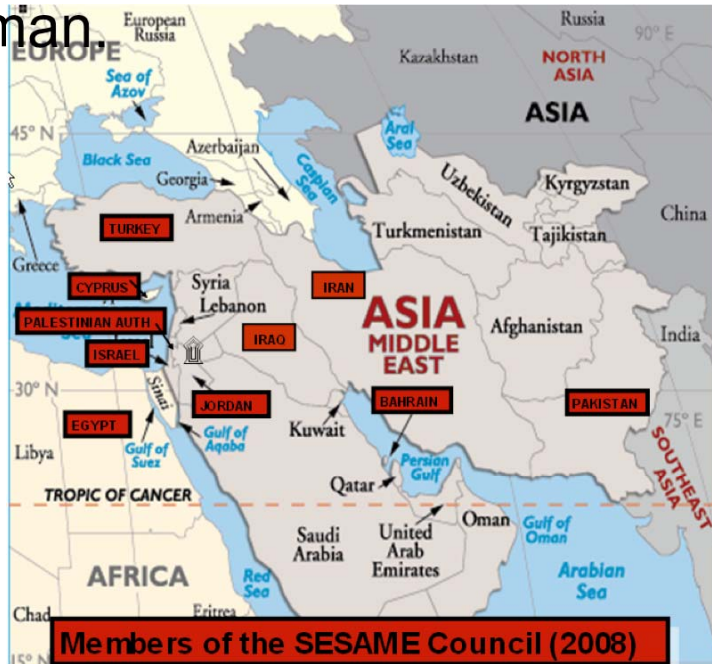 man.
European
Russia
Russia
90° E
EUROPE
Kazakhstan
NORTH
ASIA
Sea of
Azov
ASIA
45° N
Aral
Sea
Azerbaijan
Black Sea
Caspian
Sea
Georgia
Uzbekistan
Kyrgyzstan
Armenia
China
TURKEY
Turkmenistan
Tajikistan
Greece
Syria
CYPRUS
IRAN
Lebanon
ASIA
MIDDLE
EAST
PALESTINIAN AUTH
Afghanistan
India
IRAQ
ISRAEL
30° N
Sinai
JORDAN
BAHRAIN
PAKISTAN
75° E
EGYPT
Kuwait
Gulf of
Aqaba
Libya
Gulf of
Suez
Persian
Gulf
SOUTHEAST
ASIA
Qatar
TROPIC OF CANCER
Oman
Gulf of
Oman
Saudi
Arabia
United
Arab
Emirates
AFRICA
Red
Sea
Arabian
Sea
Chad
Eritrea
Members of the SESAME Council (2008)
15° N